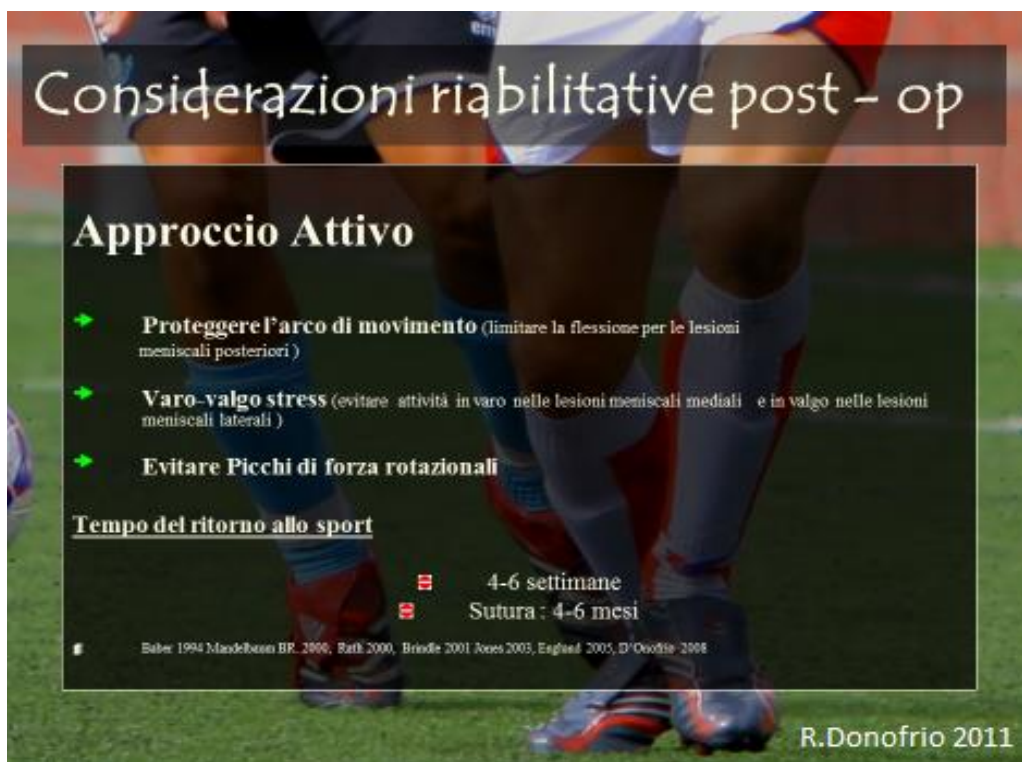 Considerazioni riabilitative post - op
Approccio Attivo
Proteggere l'arco di movimento (limitare la flessione per le lesioni
meniscali posteriori )
Varo-valgo stress (evitare attività in varo nelle lesioni meniscali mediali e in valgo nelle lesioni
meniscali laterali )
Evitare Picchi di forza rotazionali
Tempo del ritorno allo sport
4-6 settimane
Sutura : 4-6 mesi
1994 Mandelbaum BR. 2000; Rath 2000, Brindle 2001 Jones 2003, Englund 2005, D'Onofrio 2008
R.Donofrio 2011